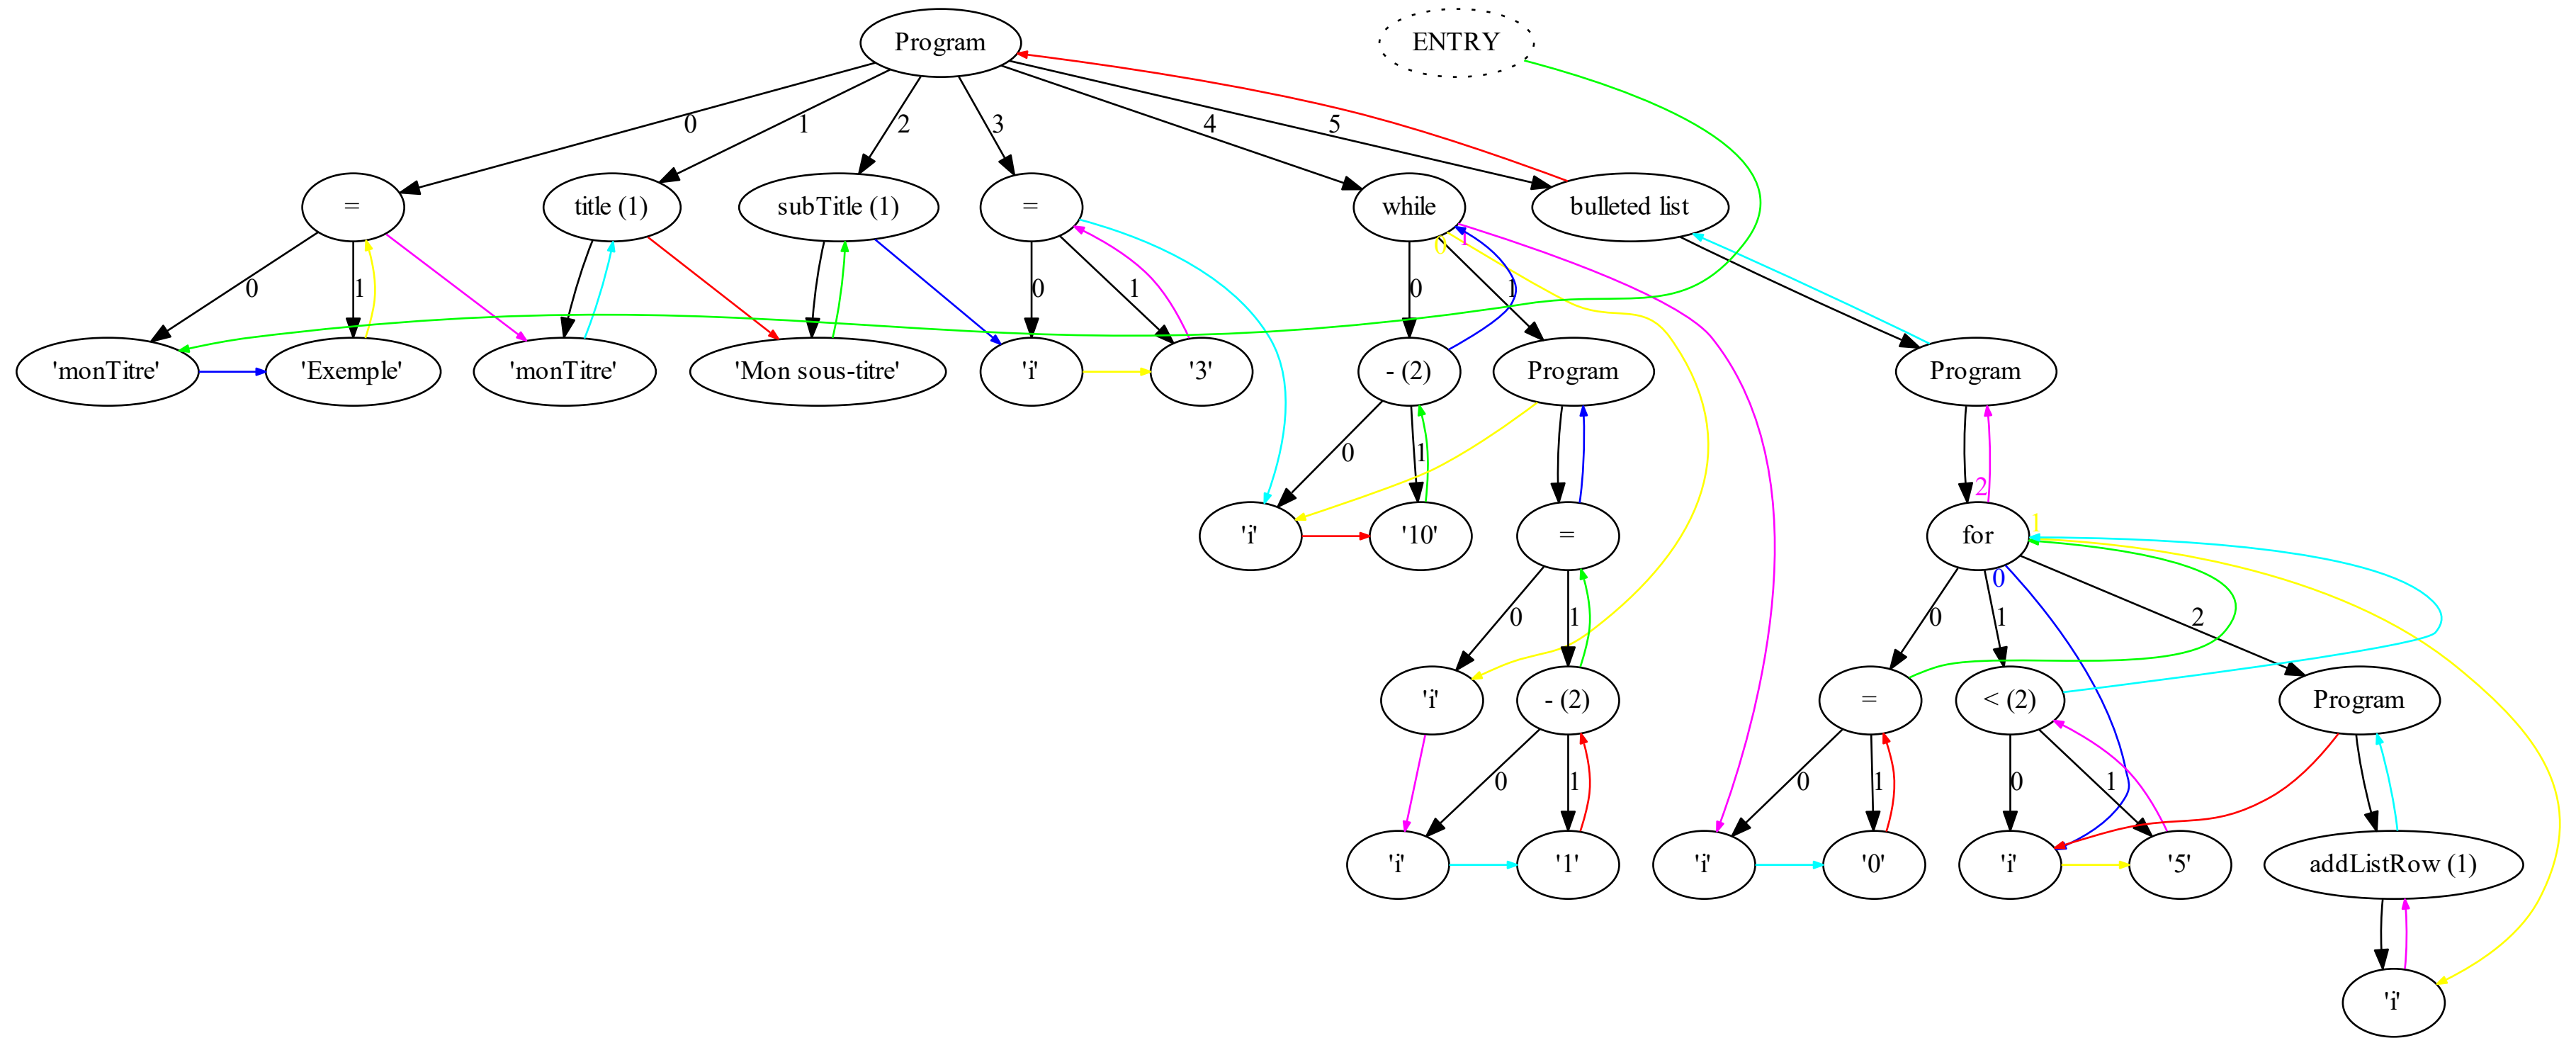 Program
ENTRY
0
1
2
3
4
5
=
title (1)
subTitle (1)
=
while
bulleted list
0
1
0
1
0
1
0
1
'monTitre'
'Exemple'
'monTitre'
'Mon sous-titre'
'i'
'3'
- (2)
Program
Program
0
1
2
'i'
'10'
=
for
1
0
0
1
0
1
2
'i'
- (2)
=
< (2)
Program
0
1
0
1
0
1
'i'
'1'
'i'
'0'
'i'
'5'
addListRow (1)
'i'